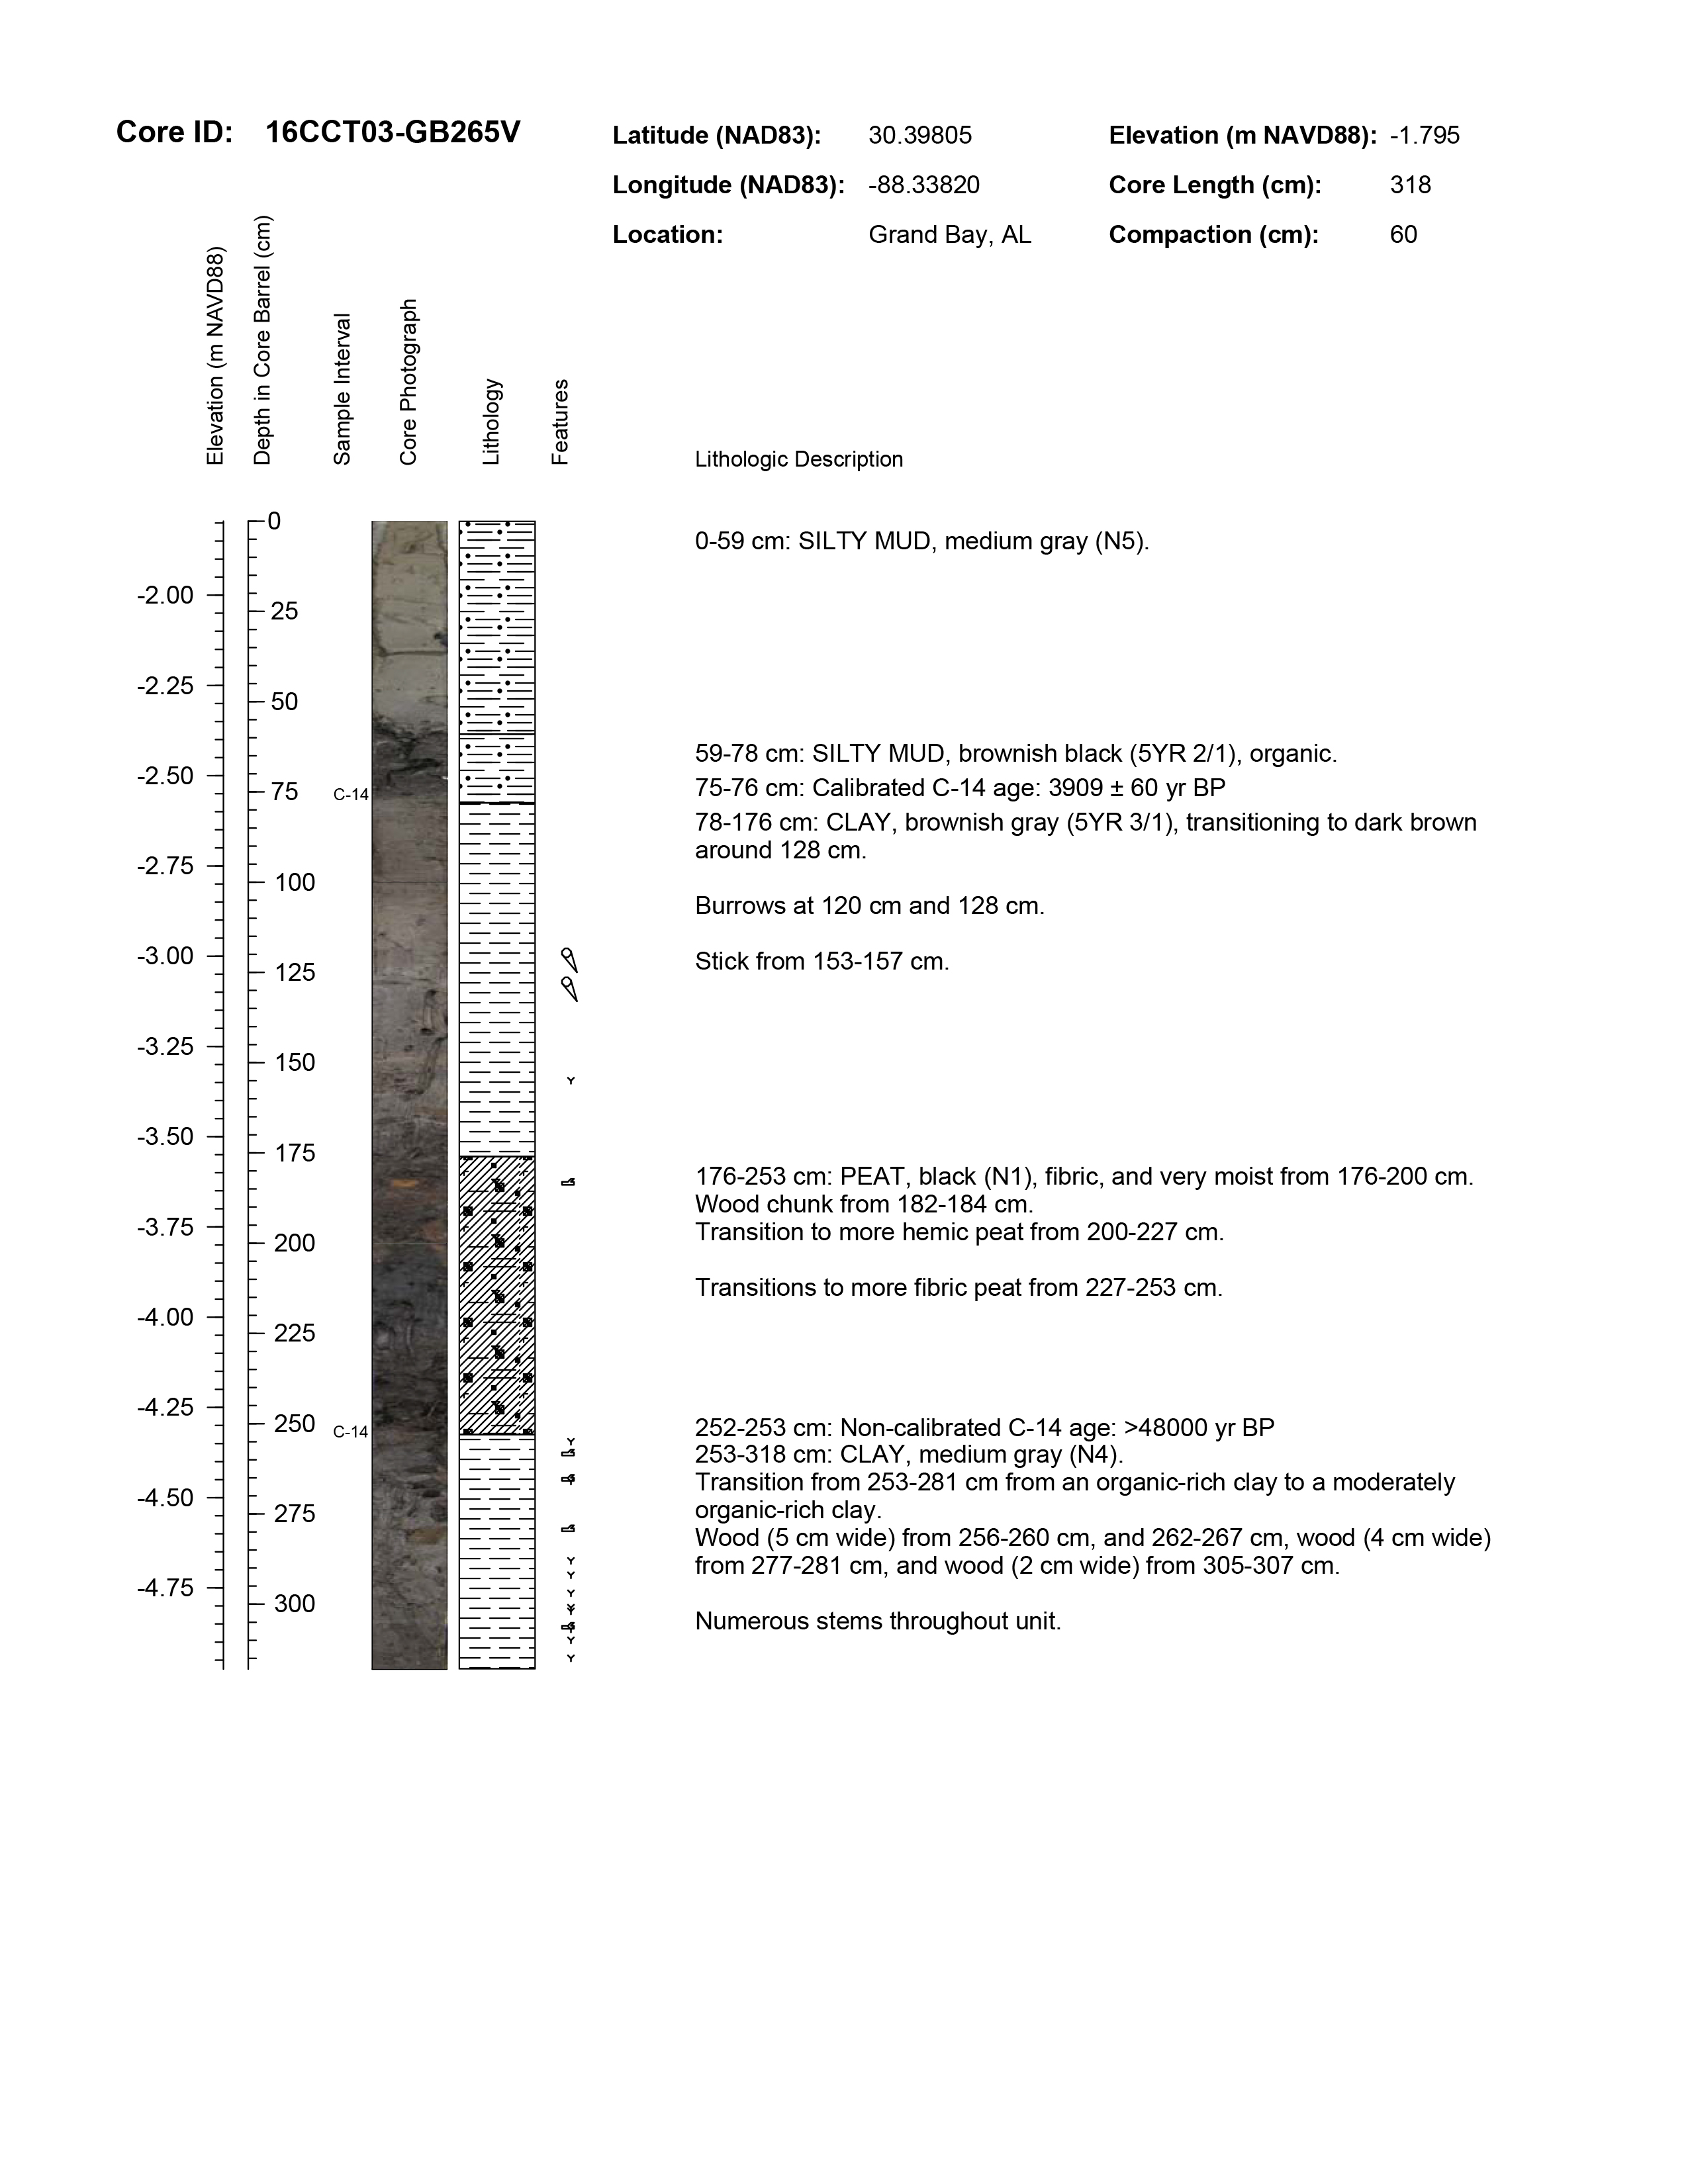 Core ID: 16CCT03-GB265V
Latitude (NAD83): 30.39805
Elevation (m NAVD88): -1.795
Longitude (NAD83): -88.33820
Core Length (cm): 318
Location: Grand Bay, AL
Compaction (cm): 60
Elevation (m NAVD88)
Depth in Core Barrel (cm)
Sample Interval
Core Photograph
Lithology
Features
Lithologic Description
0
0-59 cm: SILTY MUD, medium gray (N5).
-2.00
25
-2.25
50
59-78 cm: SILTY MUD, brownish black (5YR 2/1), organic.
-2.50
75
C-14
75-76 cm: Calibrated C-14 age: 3909 ± 60 yr BP
78-176 cm: CLAY, brownish gray (5YR 3/1), transitioning to dark brown
around 128 cm.
-2.75
100
Burrows at 120 cm and 128 cm.
-3.00
125
Stick from 153-157 cm.
-3.25
150
-3.50
175
176-253 cm: PEAT, black (N1), fibric, and very moist from 176-200 cm.
Wood chunk from 182-184 cm.
-3.75
200
Transition to more hemic peat from 200-227 cm.
Transitions to more fibric peat from 227-253 cm.
-4.00
225
-4.25
250
C-14
252-253 cm: Non-calibrated C-14 age: >48000 yr BP
253-318 cm: CLAY, medium gray (N4).
Transition from 253-281 cm from an organic-rich clay to a moderately
organic-rich clay.
-4.50
275
Wood (5 cm wide) from 256-260 cm, and 262-267 cm, wood (4 cm wide)
from 277-281 cm, and wood (2 cm wide) from 305-307 cm.
-4.75
300
Numerous stems throughout unit.